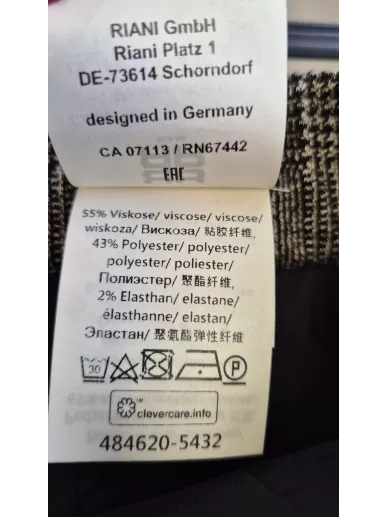 RIANI GmbH
Riani Platz 1
DE-73614 Schorndorf
designed in Germany
CA 07113 / RN67442
EAC
55% Viskose/ viscose/ viscose/
wiskoza/ Вискоза/ 粘胶纤维,
43% Polyester/ polyester/
polyester/ poliester/
Полиэстер/ 聚酯纤维,
2% Elasthan/ elastane/
élasthanne/ elastan/
Эластан/ 聚氨酯弹性纤维
30 P
clevercare.info
484620-5432